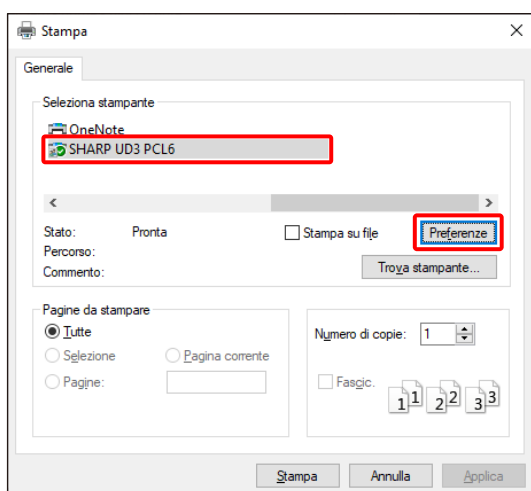 Stampa
Generale
Seleziona stampante
OneNote
SHARP UD3 PCL6
Stato: Pronta
Stampa su file
Preferenze
Percorso:
Commento:
Trova stampante...
Pagine da stampare
Tutte
Selezione
Pagina corrente
Pagine:
Numero di copie: 1
Fascic.
1 1 2 2 3 3
Stampa
Annulla
Applica